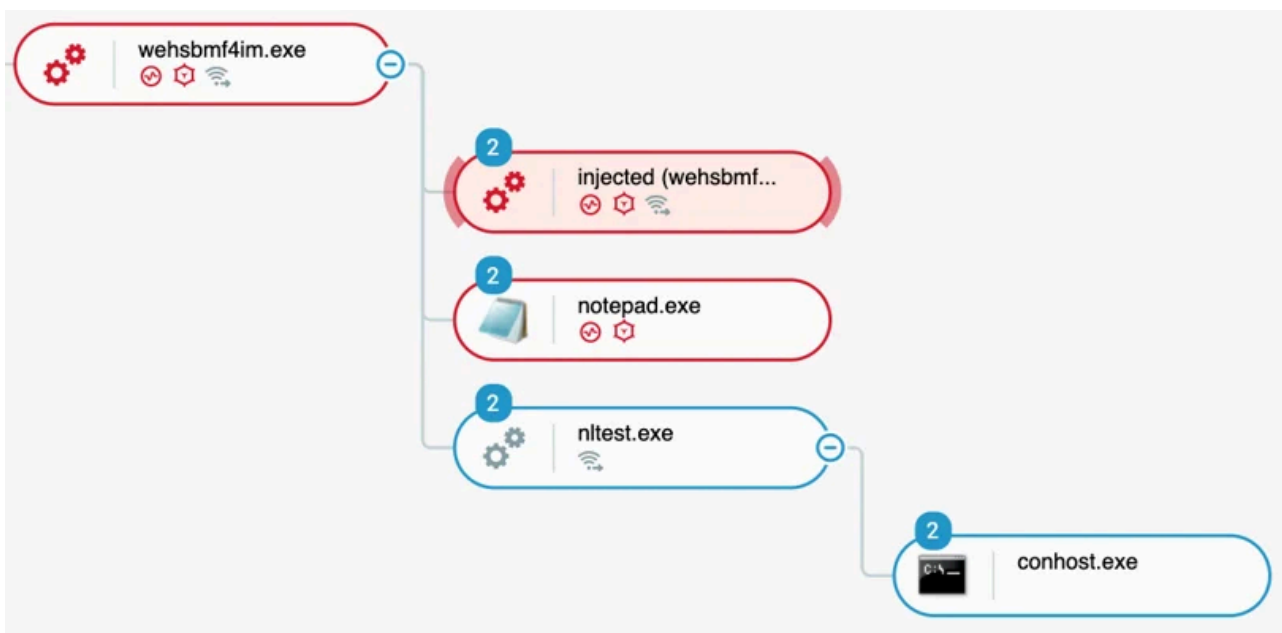 wehsbmf4im.exe
2
injected (wehsbmf...
2
notepad.exe
2
nltest.exe
2
C:\_
conhost.exe